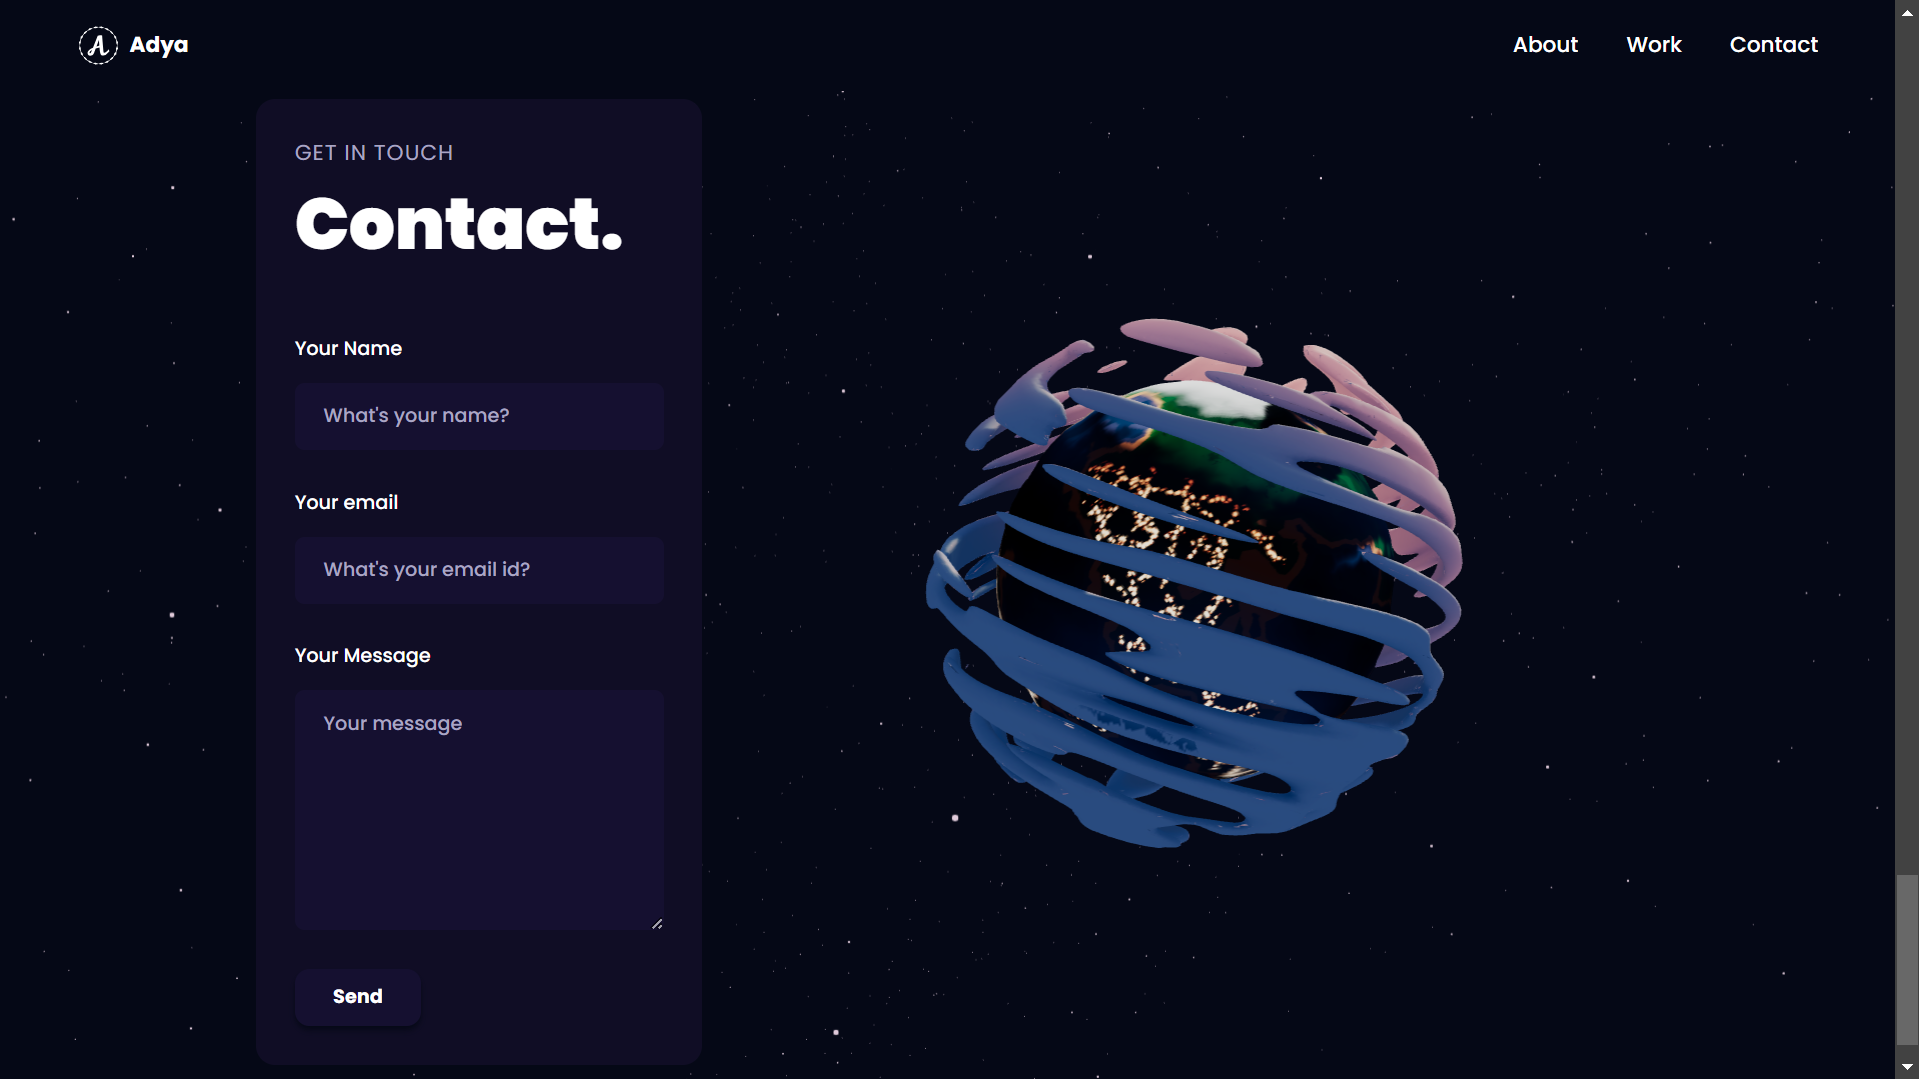 A Adya
About Work Contact
GET IN TOUCH
Contact.
Your Name
What's your name?
Your email
What's your email id?
Your Message
Your message
Send